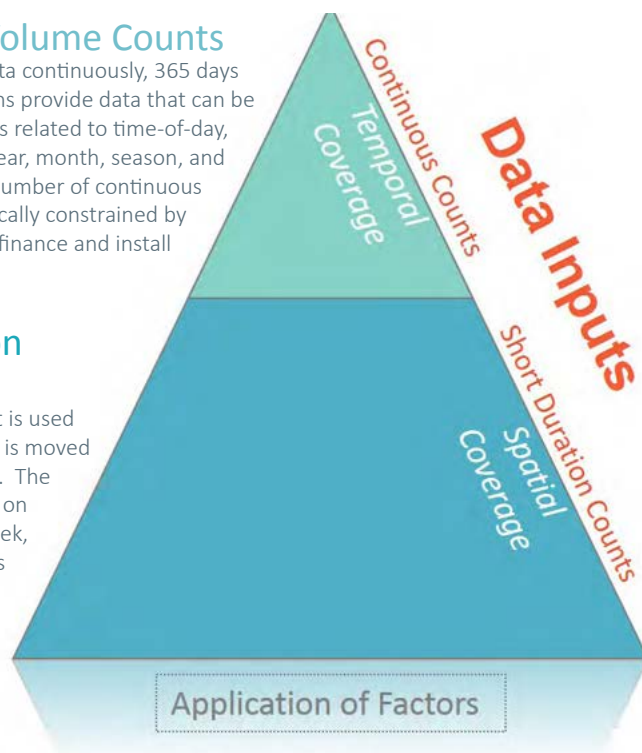 olume Counts
ta continuously, 365 days
ns provide data that can be
s related to time-of-day,
ear, month, season, and
umber of continuous
cally constrained by
finance and install
n
t is used
is moved
. The
on
ek,
s
Continuous Counts
Temporal
Coverage
Data Inputs
Short Duration Counts
Spatial
Coverage
Application of Factors